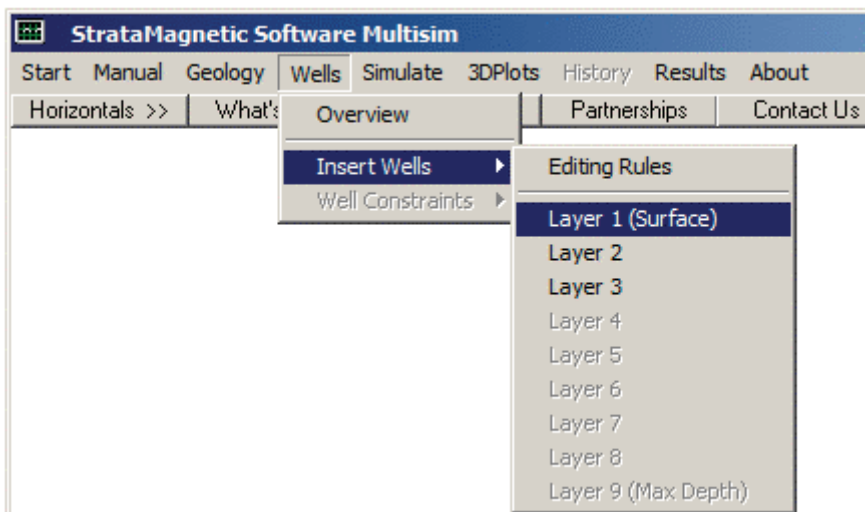 StrataMagnetic Software Multisim
Start Manual Geology Wells Simulate 3DPlots History Results About
Horizontals >> What's Partnerships Contact Us
Overview
Insert Wells
Well Constraints
Editing Rules
Layer 1 (Surface)
Layer 2
Layer 3
Layer 4
Layer 5
Layer 6
Layer 7
Layer 8
Layer 9 (Max Depth)